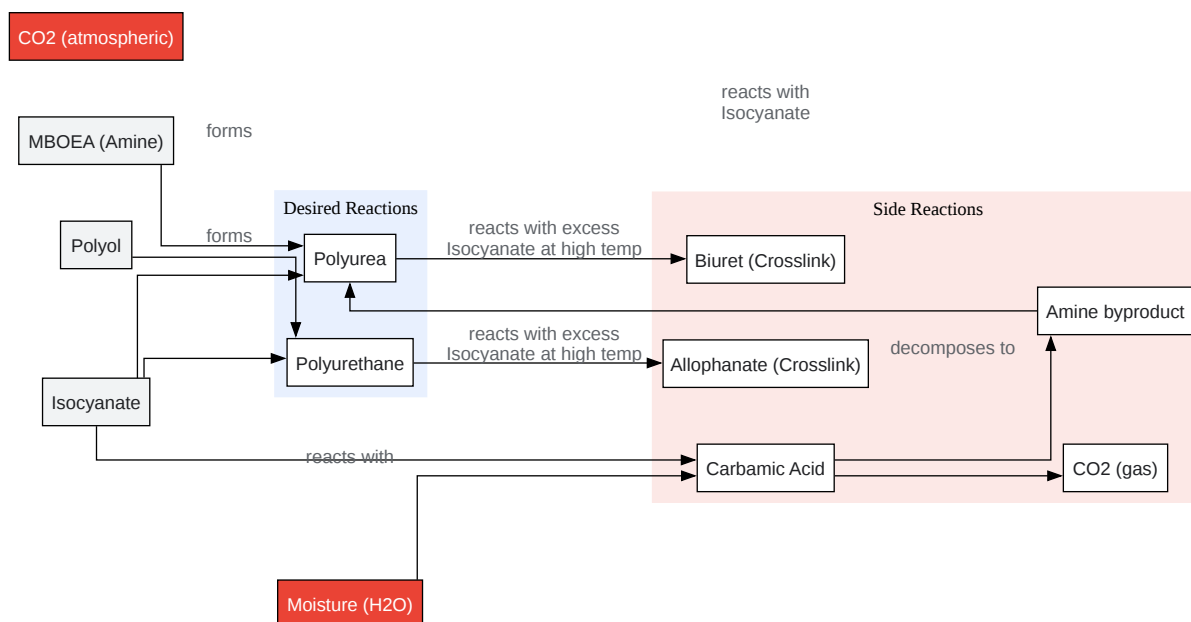 CO2 (atmospheric)
reacts with
Isocyanate
MBOEA (Amine)
forms
Desired Reactions
Side Reactions
Polyol
forms
reacts with excess
Isocyanate at high temp
Polyurea
Biuret (Crosslink)
Amine byproduct
reacts with excess
Isocyanate at high temp
decomposes to
Polyurethane
Allophanate (Crosslink)
Isocyanate
reacts with
Carbamic Acid
CO2 (gas)
Moisture (H2O)